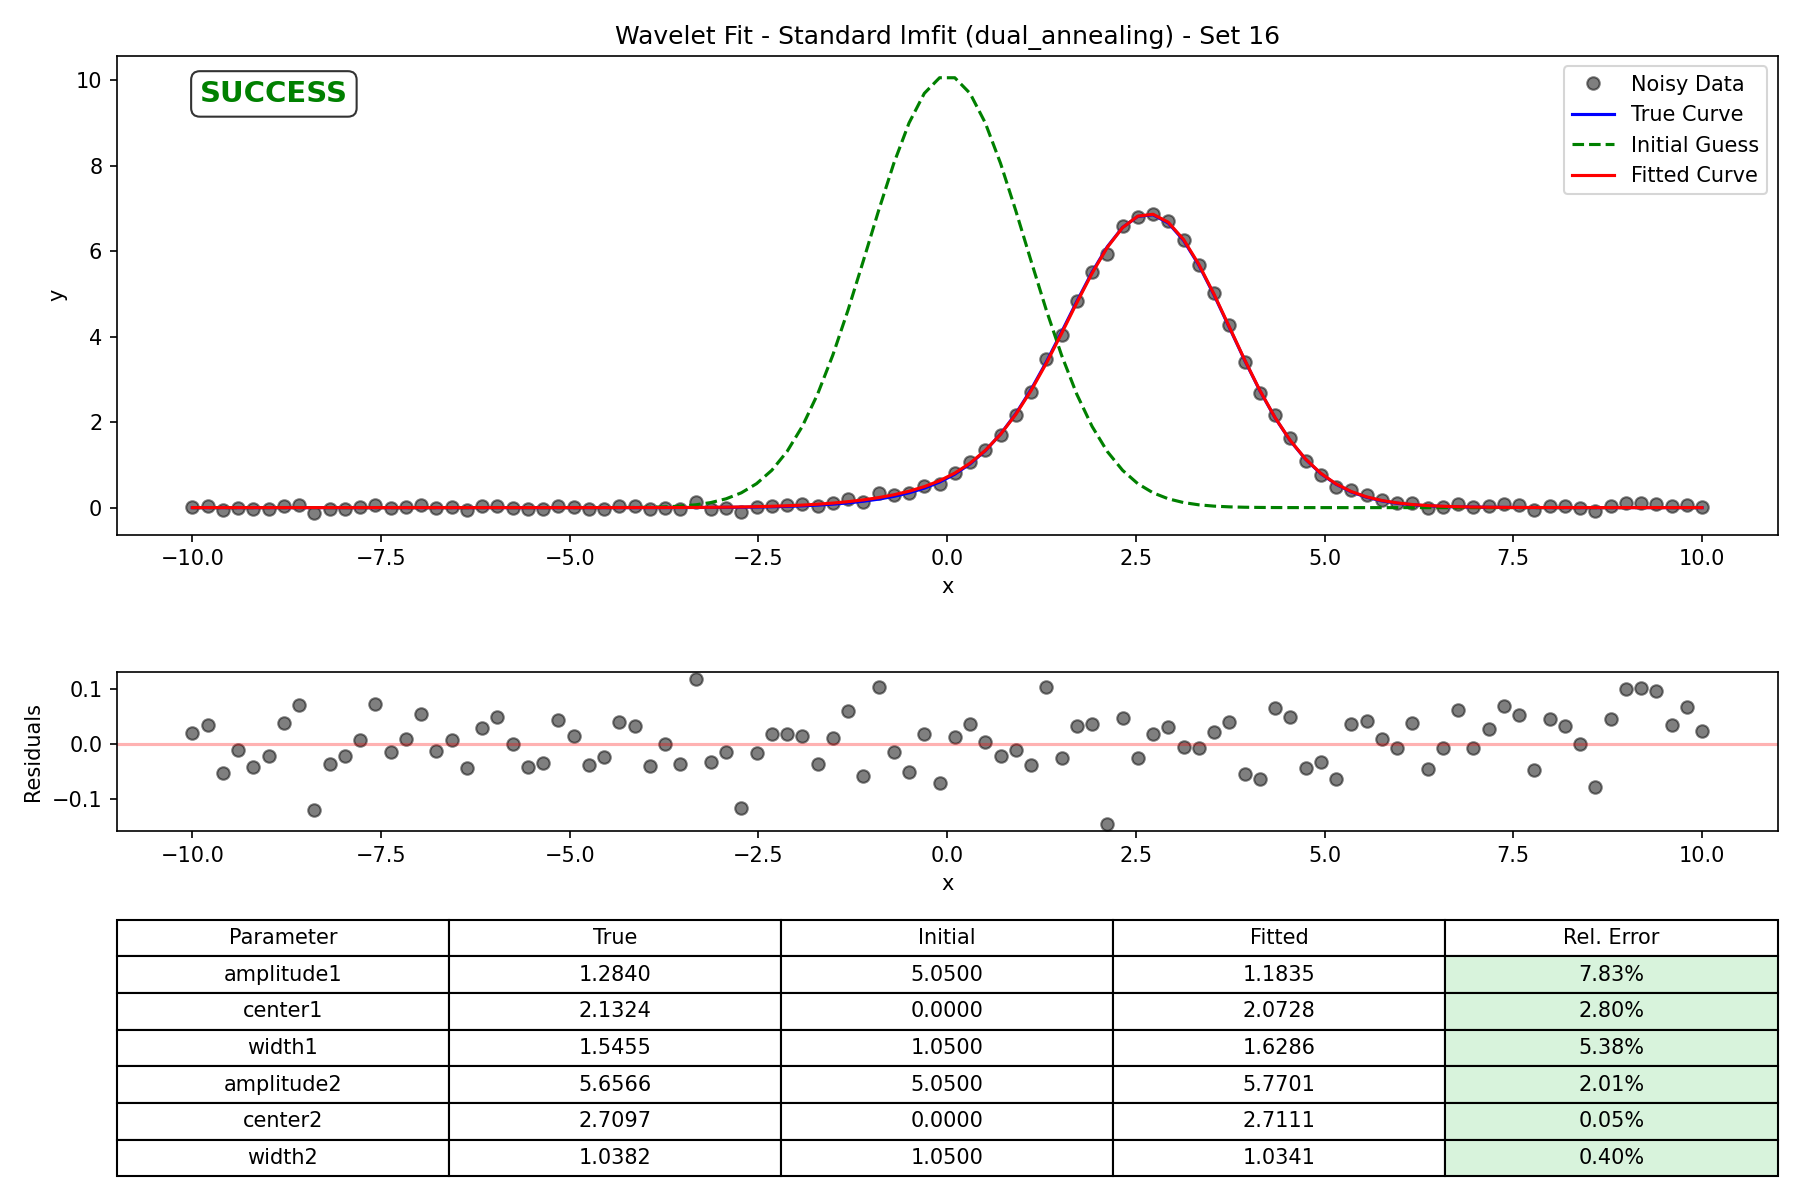 Wavelet Fit - Standard lmfit (dual_annealing) - Set 16
SUCCESS
Noisy Data
True Curve
Initial Guess
Fitted Curve
10
8
6
4
2
0
y
−10.0 −7.5 −5.0 −2.5 0.0 2.5 5.0 7.5 10.0
x
0.1
0.0
−0.1
Residuals
−10.0 −7.5 −5.0 −2.5 0.0 2.5 5.0 7.5 10.0
x
Parameter True Initial Fitted Rel. Error
amplitude1 1.2840 5.0500 1.1835 7.83%
center1 2.1324 0.0000 2.0728 2.80%
width1 1.5455 1.0500 1.6286 5.38%
amplitude2 5.6566 5.0500 5.7701 2.01%
center2 2.7097 0.0000 2.7111 0.05%
width2 1.0382 1.0500 1.0341 0.40%